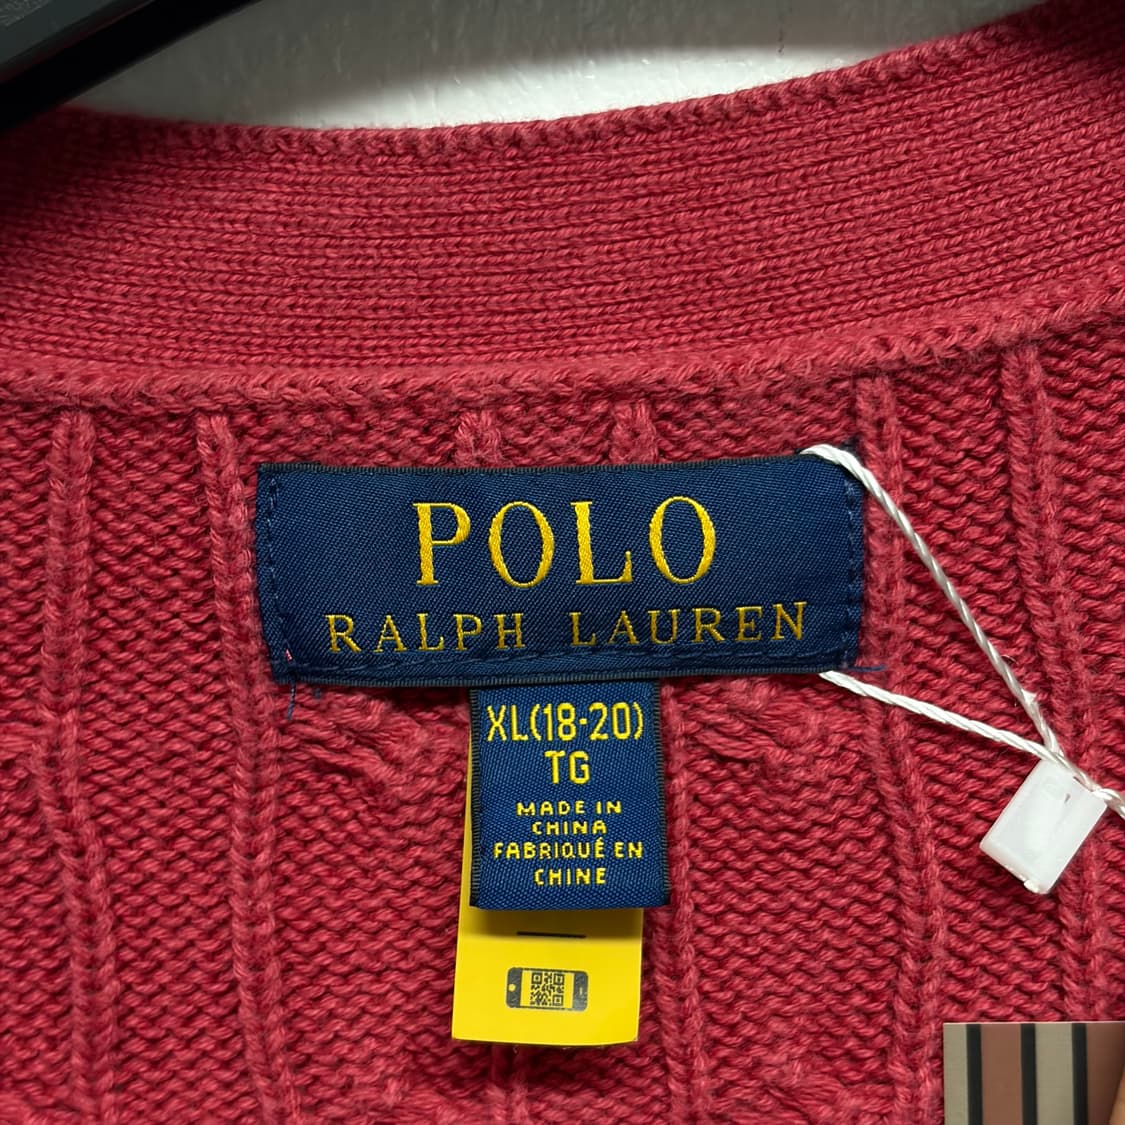 POLO
RALPH LAUREN
XL(18-20)
TG
MADE IN
CHINA
FABRIQUÉ EN
CHINE